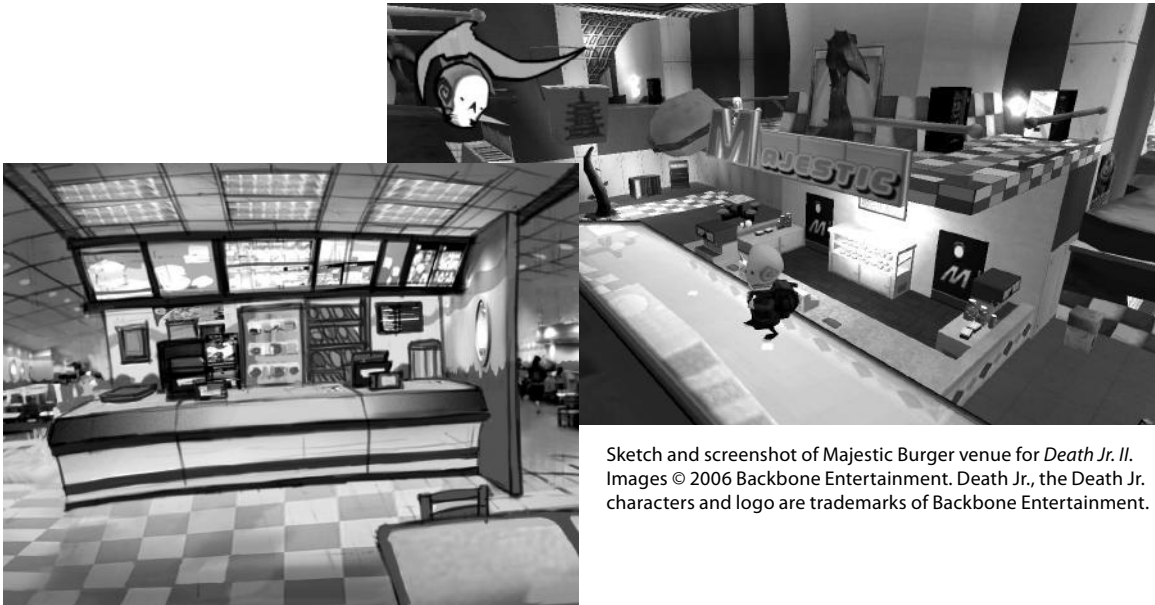 MAJESTIC
M
M
Sketch and screenshot of Majestic Burger venue for Death Jr. II.
Images © 2006 Backbone Entertainment. Death Jr., the Death Jr.
characters and logo are trademarks of Backbone Entertainment.